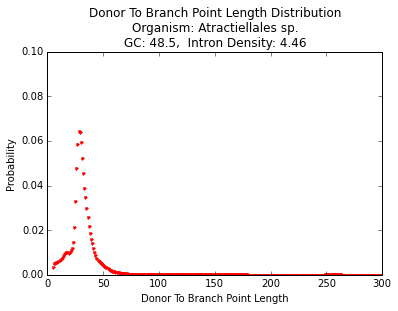 Donor To Branch Point Length Distribution
Organism: Atractiellales sp.
GC: 48.5,  Intron Density: 4.46
0.10
0.08
0.06
0.04
0.02
0.00
Probability
0 50 100 150 200 250 300
Donor To Branch Point Length